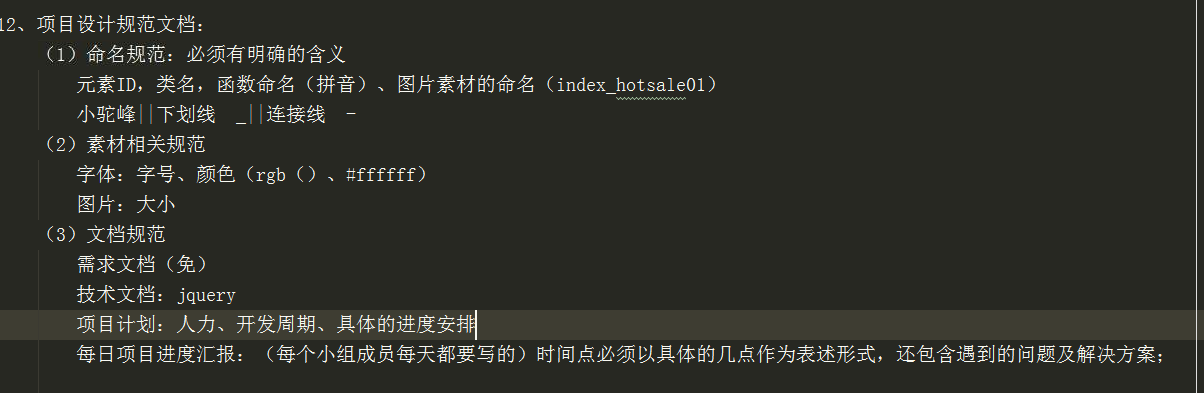 12、项目设计规范文档：
（1）命名规范：必须有明确的含义
元素ID，类名，函数命名（拼音）、图片素材的命名（index_hotsale01）
小驼峰||下划线  _||连接线  -
（2）素材相关规范
字体：字号、颜色（rgb（）、#ffffff）
图片：大小
（3）文档规范
需求文档（免）
技术文档：jquery
项目计划：人力、开发周期、具体的进度安排
每日项目进度汇报：（每个小组成员每天都要写的）时间点必须以具体的几点作为表述形式，还包含遇到的问题及解决方案；